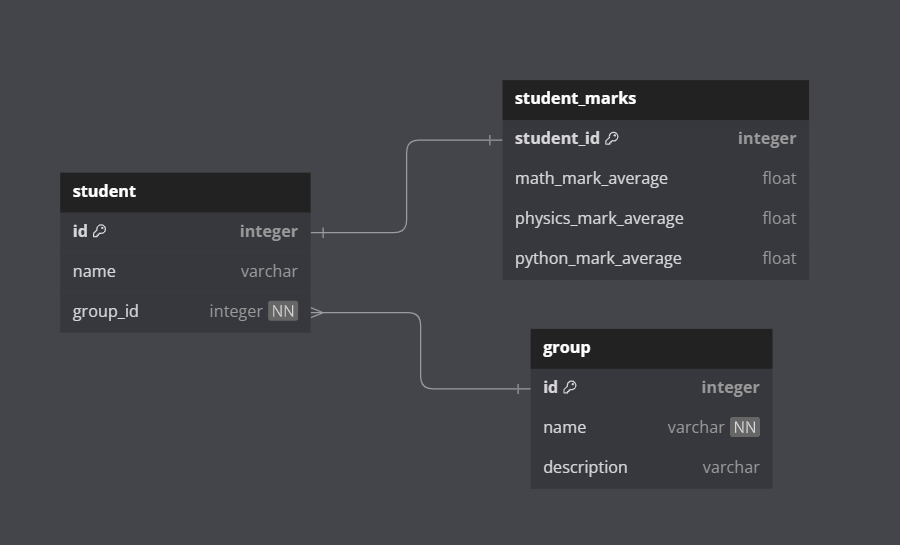 student
id integer
name varchar
group_id integer NN
student_marks
student_id integer
math_mark_average float
physics_mark_average float
python_mark_average float
group
id integer
name varchar NN
description varchar